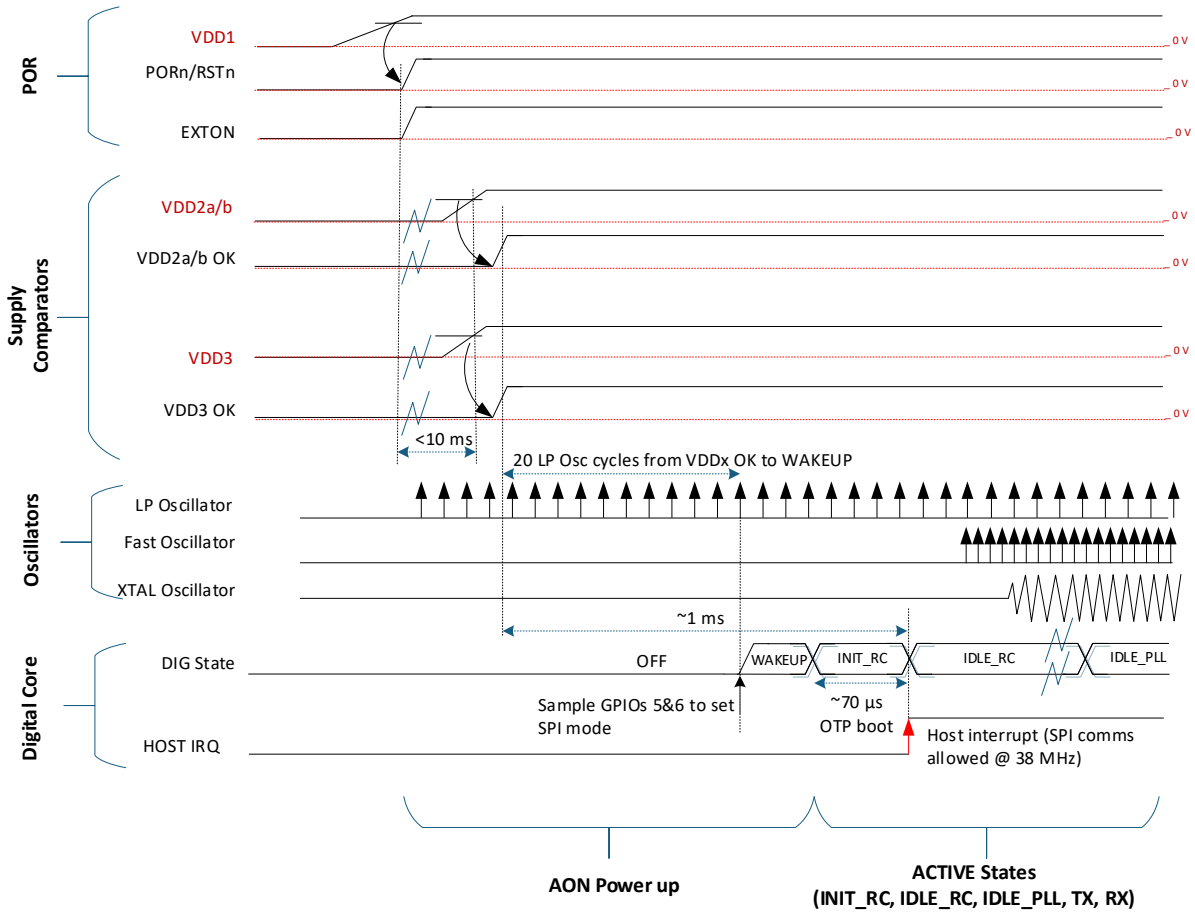 POR
VDD1
0 V
PORn/RSTn
0 V
EXTON
0 V
Supply
Comparators
VDD2a/b
0 V
VDD2a/b OK
0 V
VDD3
0 V
VDD3 OK
0 V
<10 ms
20 LP Osc cycles from VDDx OK to WAKEUP
Oscillators
LP Oscillator
Fast Oscillator
XTAL Oscillator
~1 ms
Digital Core
DIG State
OFF
WAKEUP
INIT_RC
IDLE_RC
IDLE_PLL
Sample GPIOs 5&6 to set
SPI mode
~70 µs
OTP boot
HOST IRQ
Host interrupt (SPI comms
allowed @ 38 MHz)
AON Power up
ACTIVE States
(INIT_RC, IDLE_RC, IDLE_PLL, TX, RX)